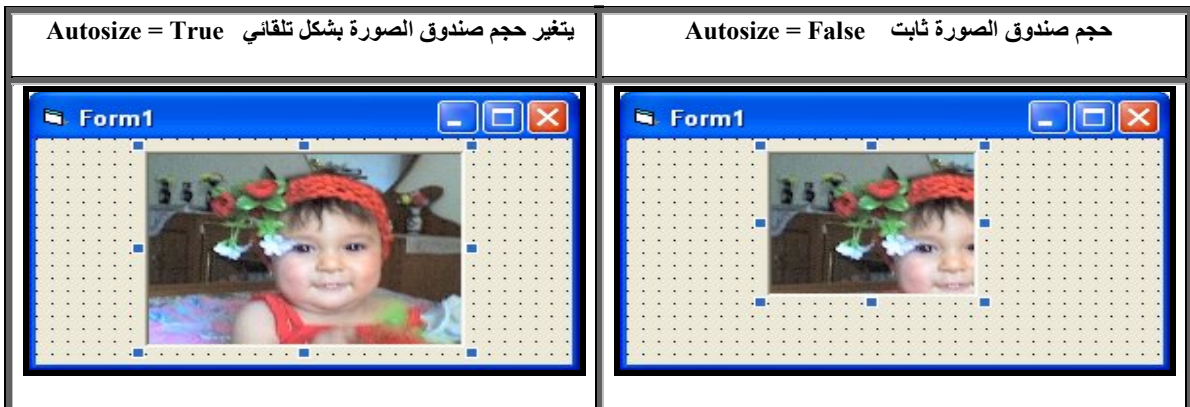 حجم صندوق الصورة ثابت Autosize = False
يتغير حجم صندوق الصورة بشكل تلقائي Autosize = True
Form1
Form1